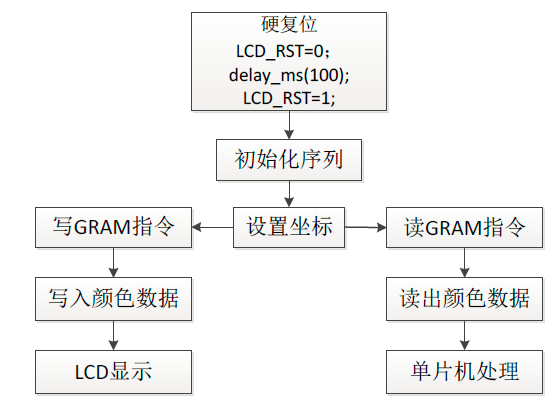 硬复位
LCD_RST=0;
delay_ms(100);
LCD_RST=1;
初始化序列
写GRAM指令
设置坐标
读GRAM指令
写入颜色数据
读出颜色数据
LCD显示
单片机处理